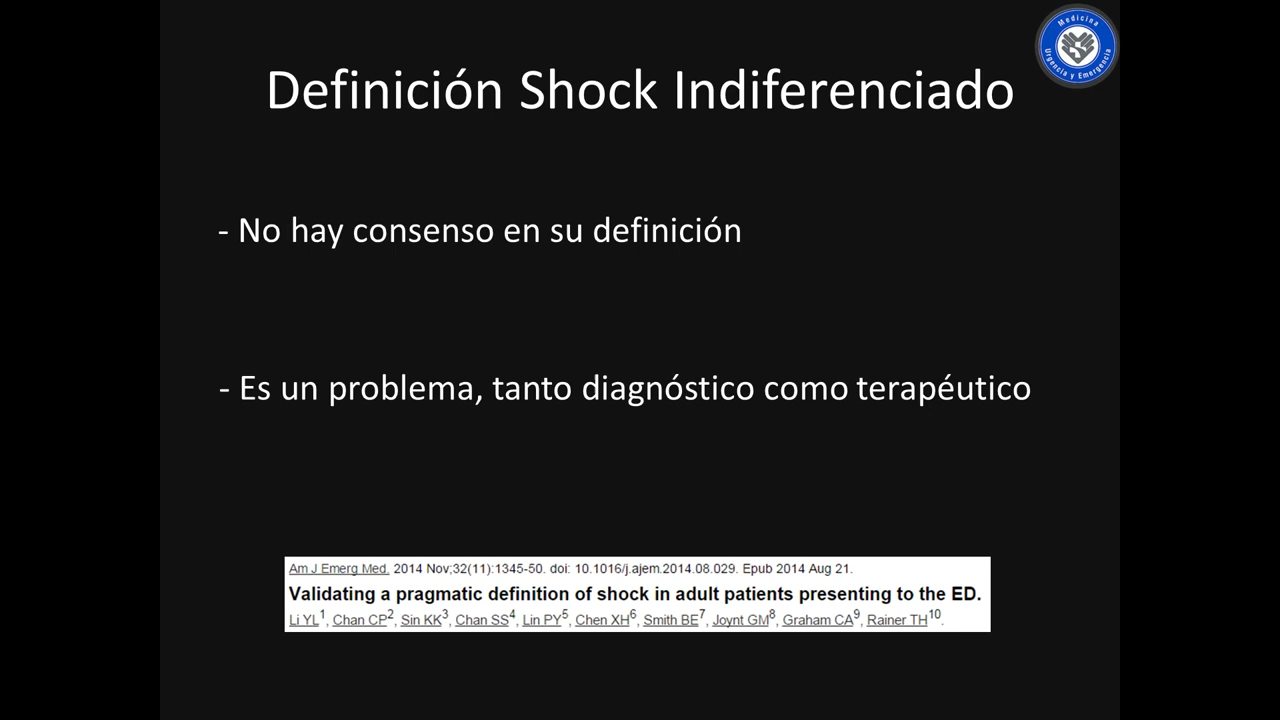 Medicina
Urgencia y Emergencia
Definición Shock Indiferenciado
- No hay consenso en su definición
- Es un problema, tanto diagnóstico como terapéutico
Am J Emerg Med. 2014 Nov;32(11):1345-50. doi: 10.1016/j.ajem.2014.08.029. Epub 2014 Aug 21.
Validating a pragmatic definition of shock in adult patients presenting to the ED.
Li YL1, Chan CP2, Sin KK3, Chan SS4, Lin PY5, Chen XH6, Smith BE7, Joynt GM8, Graham CA9, Rainer TH10.